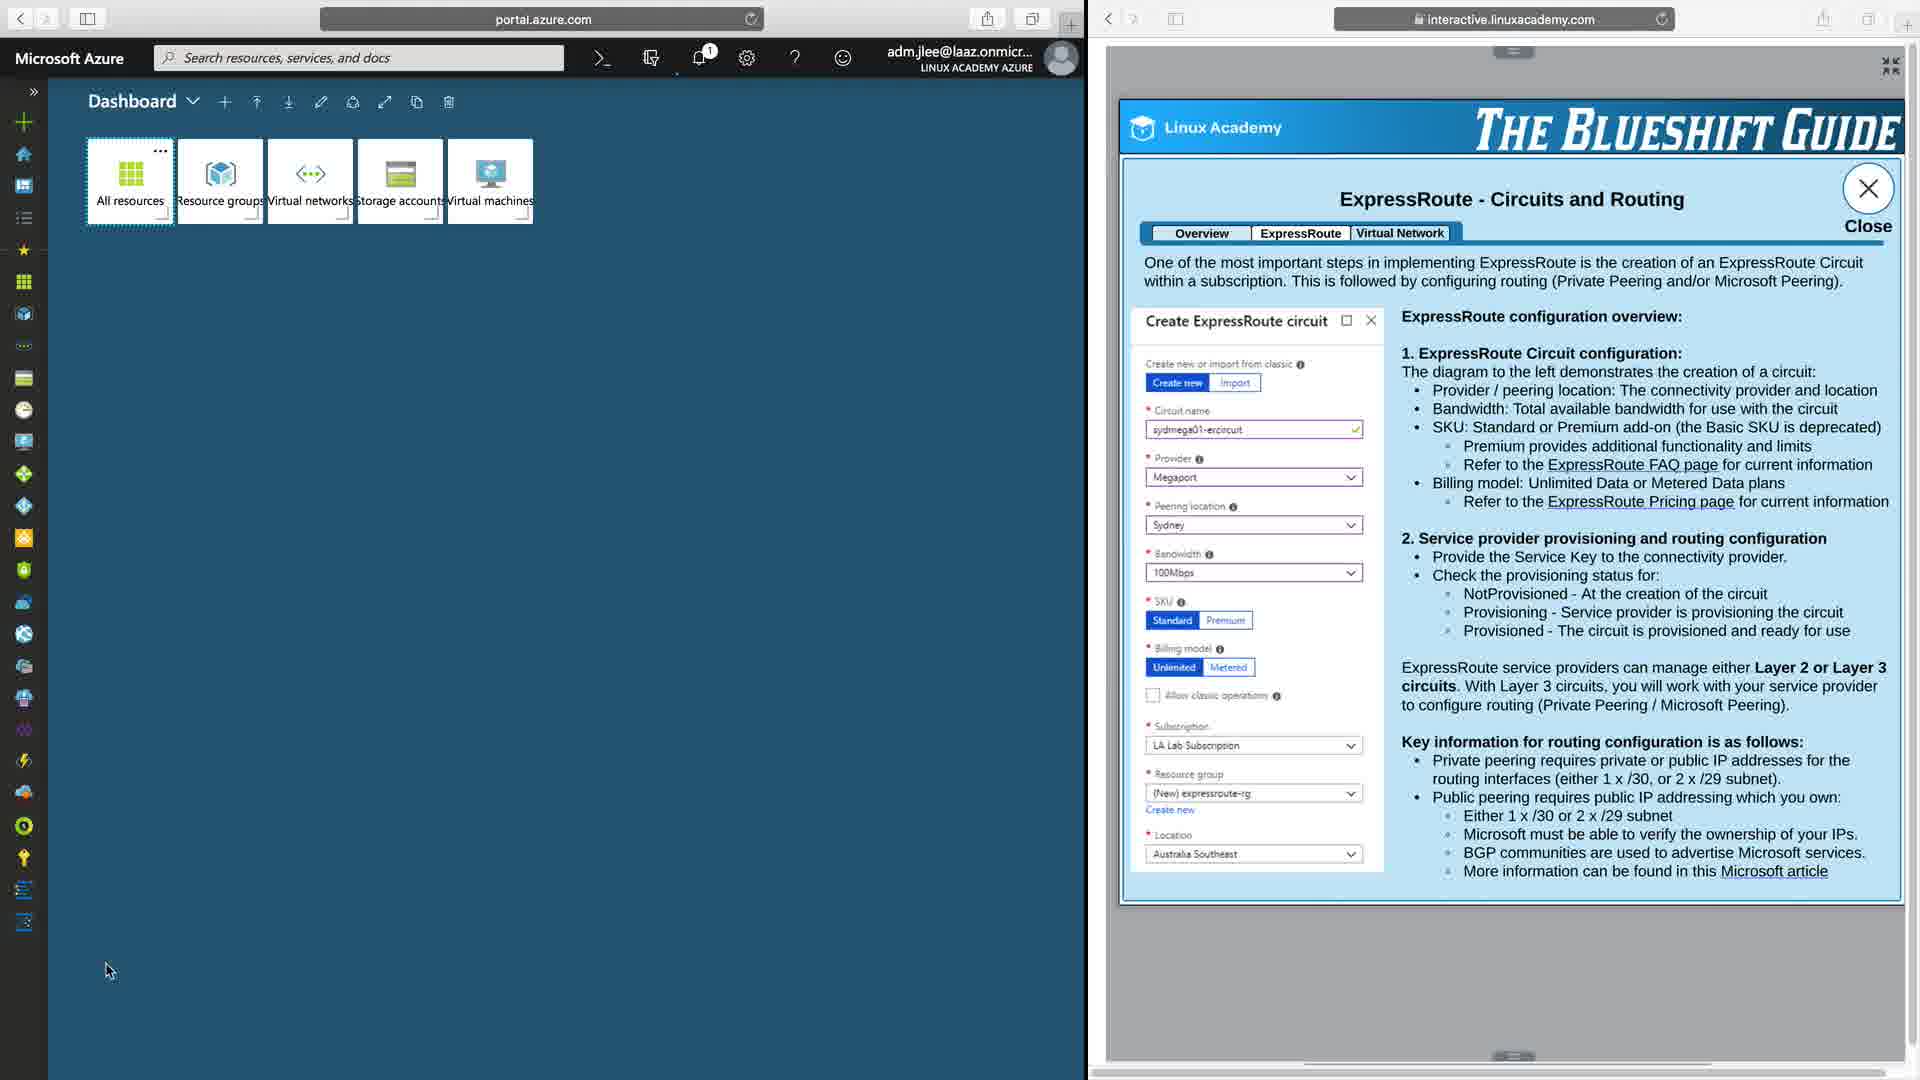 portal.azure.com
Microsoft Azure
Search resources, services, and docs
1
adm.jlee@laaz.onmicr...
LINUX ACADEMY AZURE
Dashboard
All resources
Resource groups
Virtual networks
Storage accounts
Virtual machines
interactive.linuxacademy.com
Linux Academy
THE BLUESHIFT GUIDE
ExpressRoute - Circuits and Routing
Close
Overview
ExpressRoute
Virtual Network
One of the most important steps in implementing ExpressRoute is the creation of an ExpressRoute Circuit
within a subscription. This is followed by configuring routing (Private Peering and/or Microsoft Peering).
Create ExpressRoute circuit
Create new or import from classic
Create new
Import
* Circuit name
sydmega01-ercircuit
* Provider
Megaport
* Peering location
Sydney
* Bandwidth
100Mbps
* SKU
Standard
Premium
* Billing model
Unlimited
Metered
Allow classic operations
* Subscription
LA Lab Subscription
* Resource group
(New) expressroute-rg
Create new
* Location
Australia Southeast
ExpressRoute configuration overview:
1. ExpressRoute Circuit configuration:
The diagram to the left demonstrates the creation of a circuit:
• Provider / peering location: The connectivity provider and location
• Bandwidth: Total available bandwidth for use with the circuit
• SKU: Standard or Premium add-on (the Basic SKU is deprecated)
◦ Premium provides additional functionality and limits
◦ Refer to the ExpressRoute FAQ page for current information
• Billing model: Unlimited Data or Metered Data plans
◦ Refer to the ExpressRoute Pricing page for current information
2. Service provider provisioning and routing configuration
• Provide the Service Key to the connectivity provider.
• Check the provisioning status for:
◦ NotProvisioned - At the creation of the circuit
◦ Provisioning - Service provider is provisioning the circuit
◦ Provisioned - The circuit is provisioned and ready for use
ExpressRoute service providers can manage either Layer 2 or Layer 3
circuits. With Layer 3 circuits, you will work with your service provider
to configure routing (Private Peering / Microsoft Peering).
Key information for routing configuration is as follows:
• Private peering requires private or public IP addresses for the
routing interfaces (either 1 x /30, or 2 x /29 subnet).
• Public peering requires public IP addressing which you own:
◦ Either 1 x /30 or 2 x /29 subnet
◦ Microsoft must be able to verify the ownership of your IPs.
◦ BGP communities are used to advertise Microsoft services.
◦ More information can be found in this Microsoft article